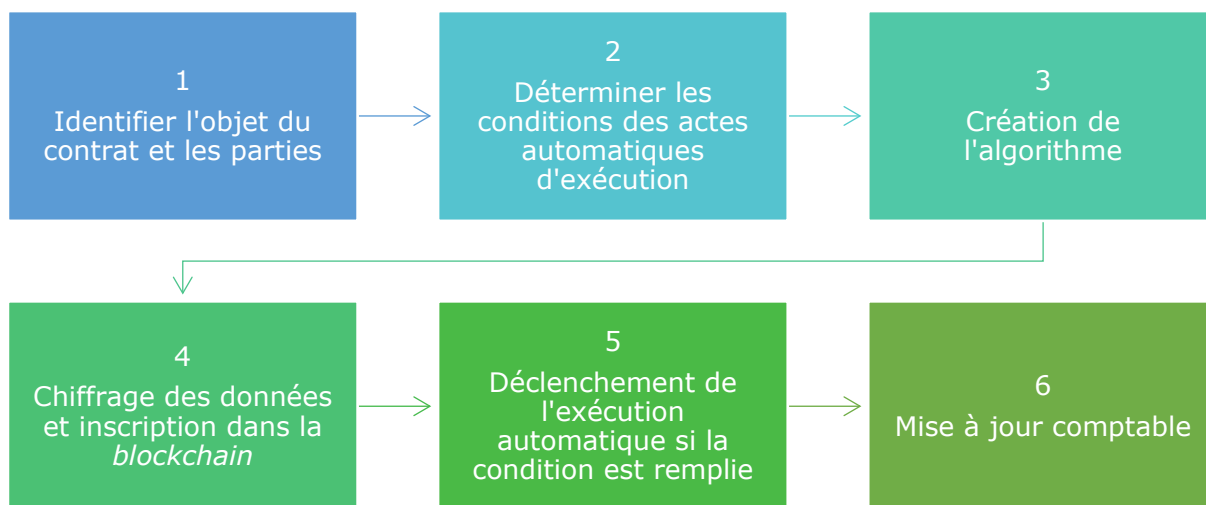 1
Identifier l'objet du
contrat et les parties
2
Déterminer les
conditions des actes
automatiques
d'exécution
3
Création de
l'algorithme
4
Chiffrage des données
et inscription dans la
blockchain
5
Déclenchement de
l'exécution
automatique si la
condition est remplie
6
Mise à jour comptable